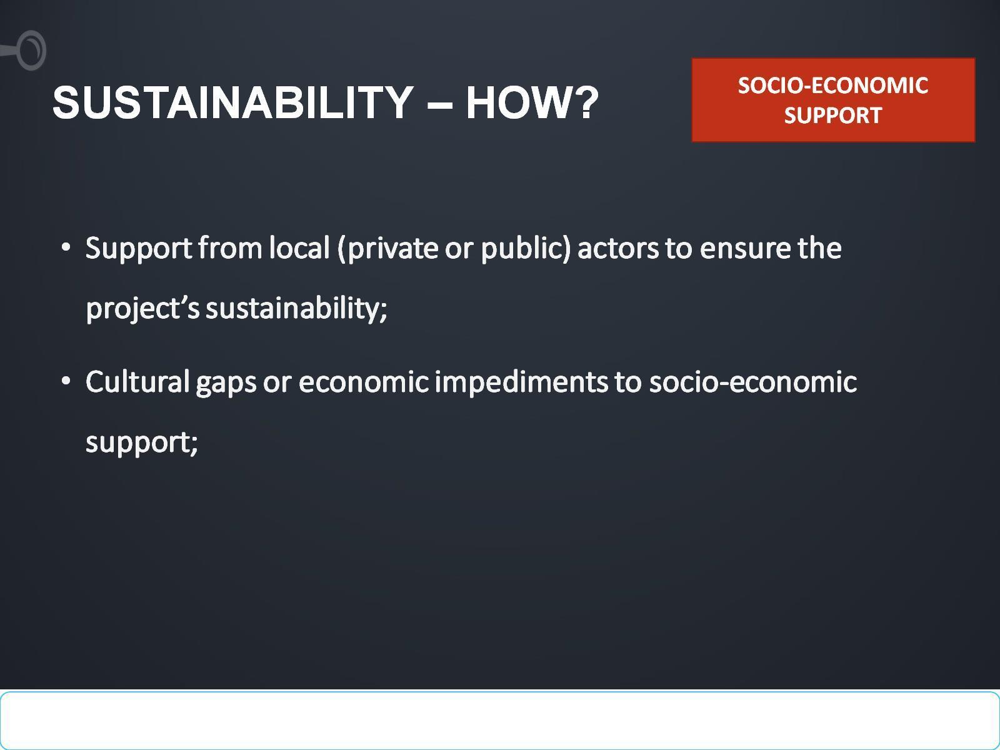 SUSTAINABILITY – HOW?
SOCIO-ECONOMIC
SUPPORT
• Support from local (private or public) actors to ensure the
project’s sustainability;
• Cultural gaps or economic impediments to socio-economic
support;